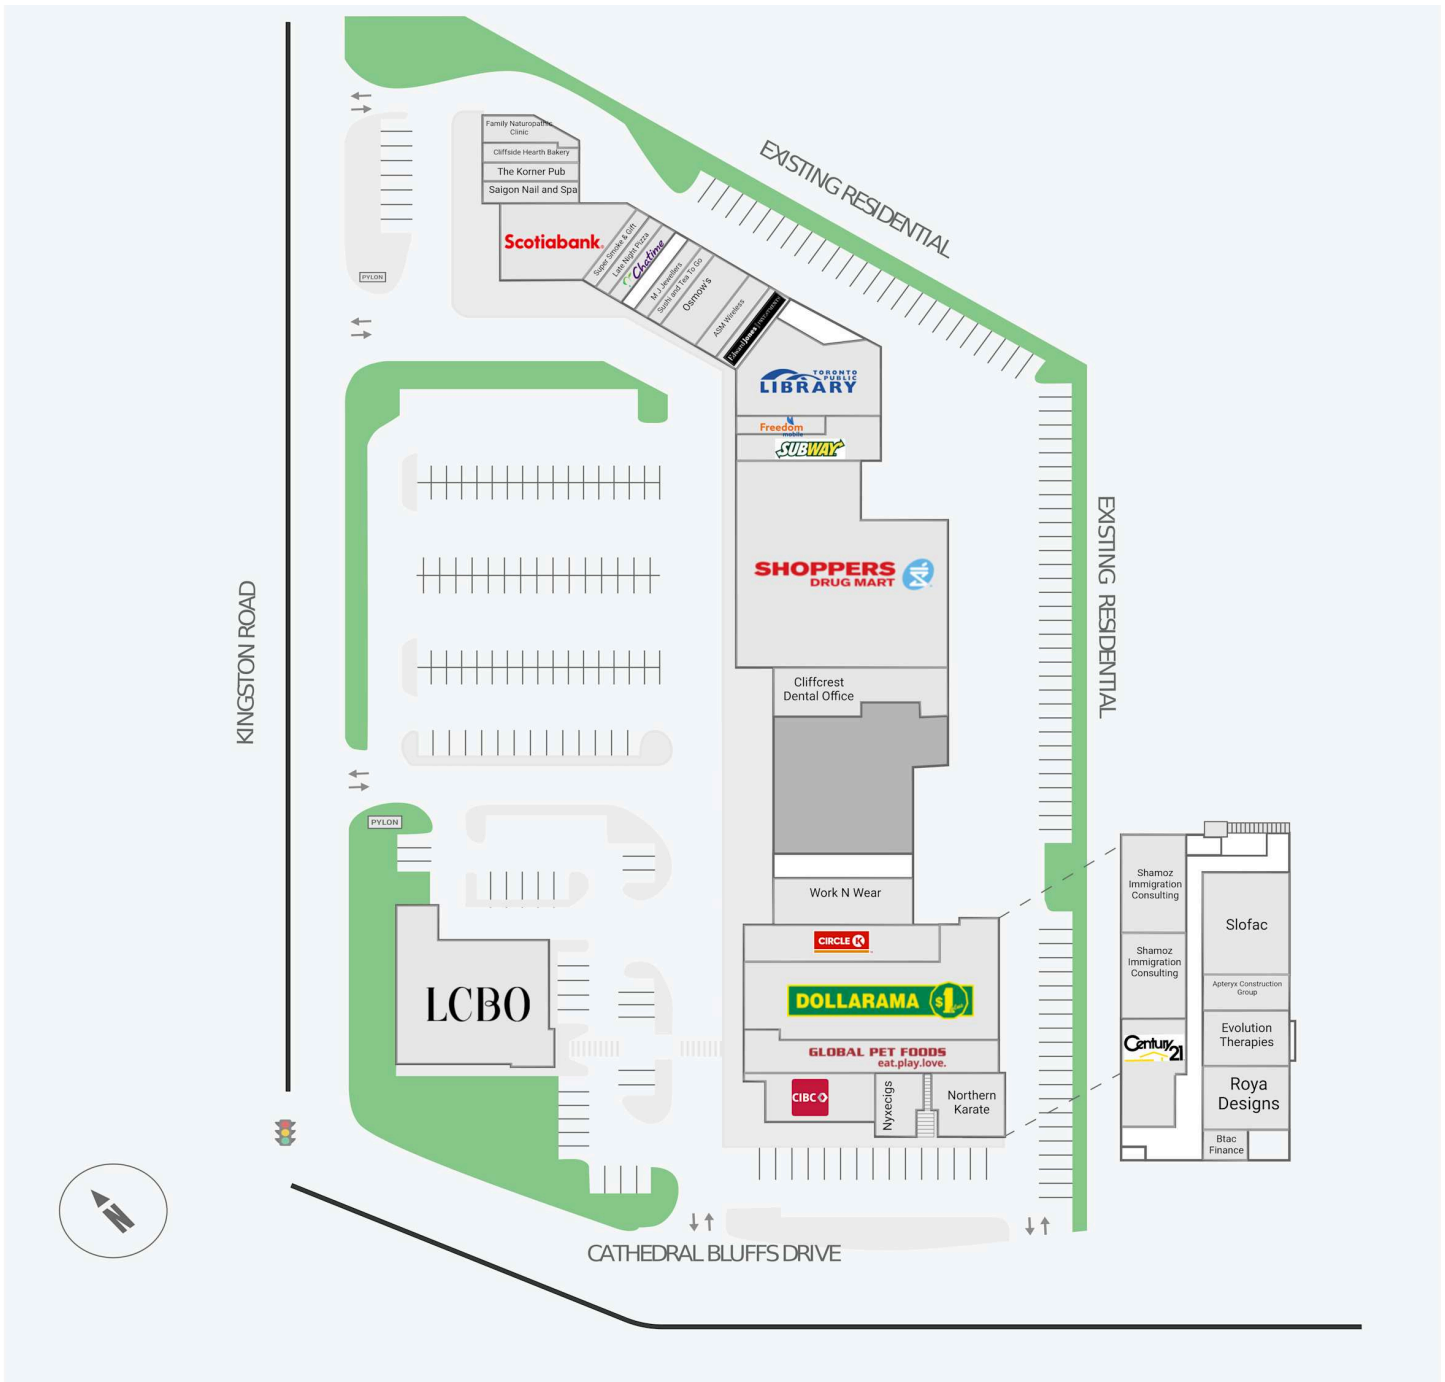 Family Naturopathic
Clinic
Cliffside Hearth Bakery
The Korner Pub
Saigon Nail and Spa
Scotiabank
Super Smoke & Gift
Late Night Pizza
Chatime
M J Jewellers
Sushi and Tea To Go
Osmow's
ASM Wireless
Edward Jones | INVESTMENTS
EXISTING RESIDENTIAL
PYLON
TORONTO
PUBLIC
LIBRARY
Freedom
mobile
SUBWAY
SHOPPERS
DRUG MART
EXISTING RESIDENTIAL
KINGSTON ROAD
Cliffcrest
Dental Office
PYLON
Work N Wear
CIRCLE K
LCBO
DOLLARAMA $1
GLOBAL PET FOODS
eat.play.love.
CIBC
Nyxecigs
Northern
Karate
Shamoz
Immigration
Consulting
Shamoz
Immigration
Consulting
Century 21
Slofac
Apteryx Construction
Group
Evolution
Therapies
Roya
Designs
Btac
Finance
N
CATHEDRAL BLUFFS DRIVE